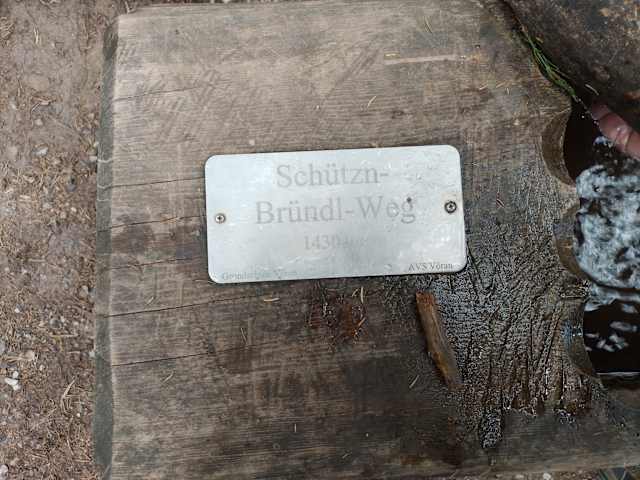 Schützn-
Bründl-Weg
1430
AVS Vöran